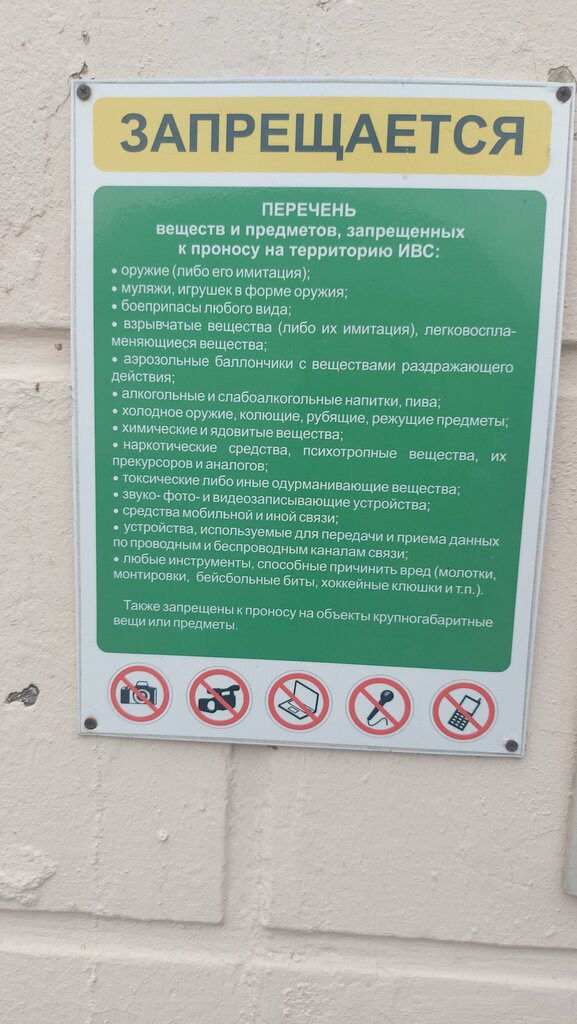 ЗАПРЕЩАЕТСЯ
ПЕРЕЧЕНЬ
веществ и предметов, запрещенных
к проносу на территорию ИВС:
• оружие (либо его имитация);
• муляжи, игрушек в форме оружия;
• боеприпасы любого вида;
• взрывчатые вещества (либо их имитация), легковоспла-
меняющиеся вещества;
• аэрозольные баллончики с веществами раздражающего
действия;
• алкогольные и слабоалкогольные напитки, пива;
• холодное оружие, колющие, рубящие, режущие предметы;
• химические и ядовитые вещества;
• наркотические средства, психотропные вещества, их
прекурсоров и аналогов;
• токсические либо иные одурманивающие вещества;
• звуко- фото- и видеозаписывающие устройства;
• средства мобильной и иной связи;
• устройства, используемые для передачи и приема данных
по проводным и беспроводным каналам связи;
• любые инструменты, способные причинить вред (молотки,
монтировки, бейсбольные биты, хоккейные клюшки и т.п.).
Также запрещены к проносу на объекты крупногабаритные
вещи или предметы.